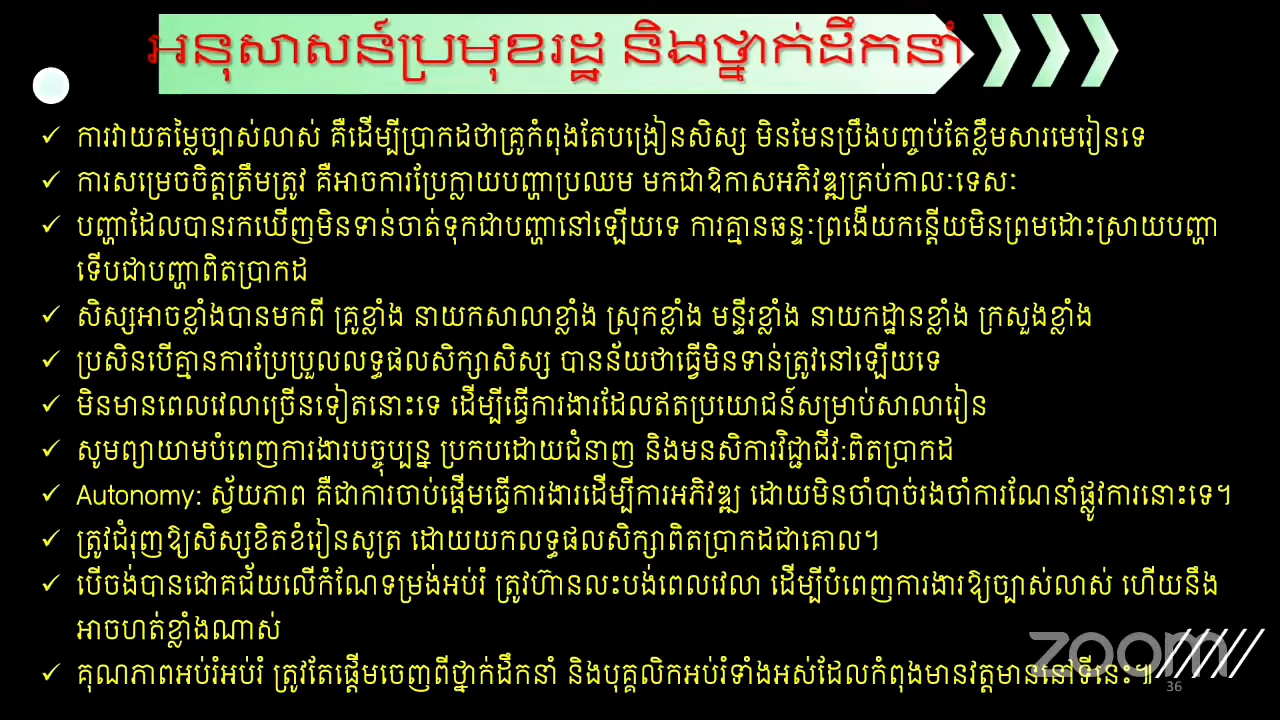 អនុសាសន៍ប្រមុខរដ្ឋ និងថ្នាក់ដឹកនាំ
✓ ការវាយតម្លៃច្បាស់លាស់ គឺដើម្បីប្រាកដថាគ្រូកំពុងតែបង្រៀនសិស្ស មិនមែនប្រឹងបញ្ចប់តែខ្លឹមសារមេរៀនទេ
✓ ការសម្រេចចិត្តត្រឹមត្រូវ គឺអាចការប្រែក្លាយបញ្ហាប្រឈម មកជាឱកាសអភិវឌ្ឍគ្រប់កាលៈទេសៈ
✓ បញ្ហាដែលបានរកឃើញមិនទាន់ចាត់ទុកជាបញ្ហានៅឡើយទេ ការគ្មានឆន្ទៈព្រងើយកន្តើយមិនព្រមដោះស្រាយបញ្ហា
ទើបជាបញ្ហាពិតប្រាកដ
✓ សិស្សអាចខ្លាំងបានមកពី គ្រូខ្លាំង នាយកសាលាខ្លាំង ស្រុកខ្លាំង មន្ទីរខ្លាំង នាយកដ្ឋានខ្លាំង ក្រសួងខ្លាំង
✓ ប្រសិនបើគ្មានការប្រែប្រួលលទ្ធផលសិក្សាសិស្ស បានន័យថាធ្វើមិនទាន់ត្រូវនៅឡើយទេ
✓ មិនមានពេលវេលាច្រើនទៀតនោះទេ ដើម្បីធ្វើការងារដែលឥតប្រយោជន៍សម្រាប់សាលារៀន
✓ សូមព្យាយាមបំពេញការងារបច្ចុប្បន្ន ប្រកបដោយជំនាញ និងមនសិការវិជ្ជាជីវៈពិតប្រាកដ
✓ Autonomy: ស្វ័យភាព គឺជាការចាប់ផ្តើមធ្វើការងារដើម្បីការអភិវឌ្ឍ ដោយមិនចាំបាច់រងចាំការណែនាំផ្លូវការនោះទេ។
✓ ត្រូវជំរុញឱ្យសិស្សខិតខំរៀនសូត្រ ដោយយកលទ្ធផលសិក្សាពិតប្រាកដជាគោល។
✓ បើចង់បានជោគជ័យលើកំណែទម្រង់អប់រំ ត្រូវហ៊ានលះបង់ពេលវេលា ដើម្បីបំពេញការងារឱ្យច្បាស់លាស់ ហើយនឹង
អាចហត់ខ្លាំងណាស់
✓ គុណភាពអប់រំអប់រំ ត្រូវតែផ្តើមចេញពីថ្នាក់ដឹកនាំ និងបុគ្គលិកអប់រំទាំងអស់ដែលកំពុងមានវត្តមាននៅទីនេះ៕
zoom
36